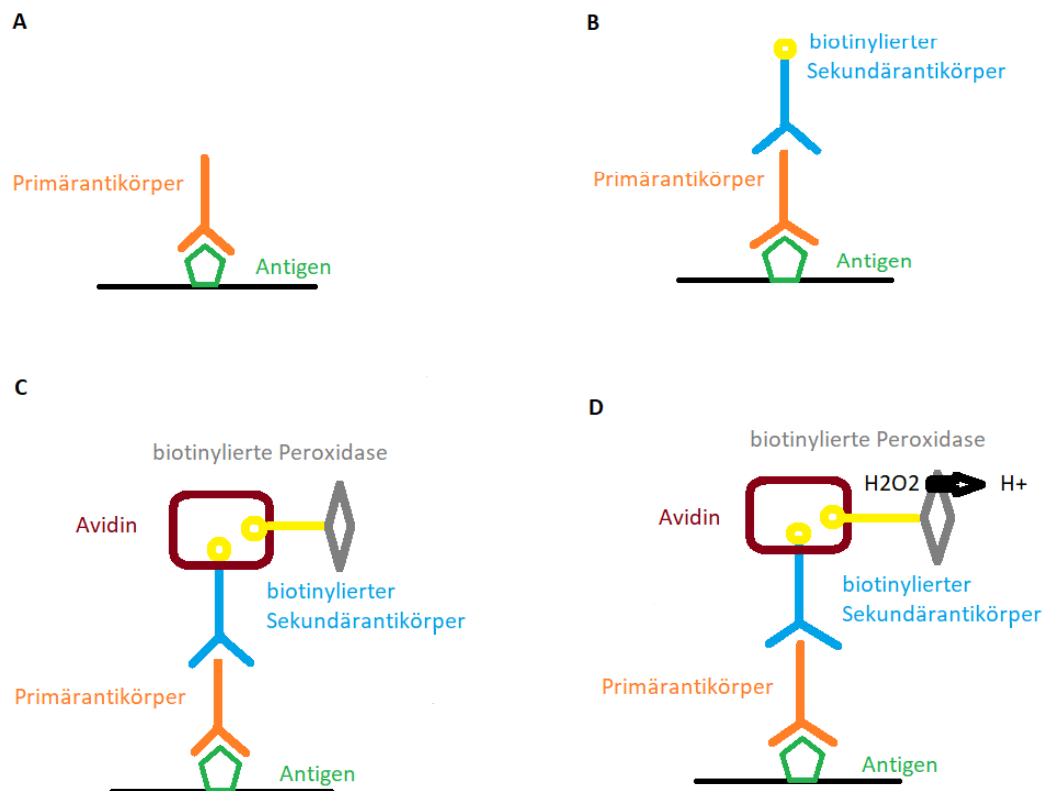 A
Primärantikörper
Antigen
B
biotinylierter
Sekundärantikörper
Primärantikörper
Antigen
C
biotinylierte Peroxidase
Avidin
biotinylierter
Sekundärantikörper
Primärantikörper
Antigen
D
biotinylierte Peroxidase
H2O2 H+
Avidin
biotinylierter
Sekundärantikörper
Primärantikörper
Antigen